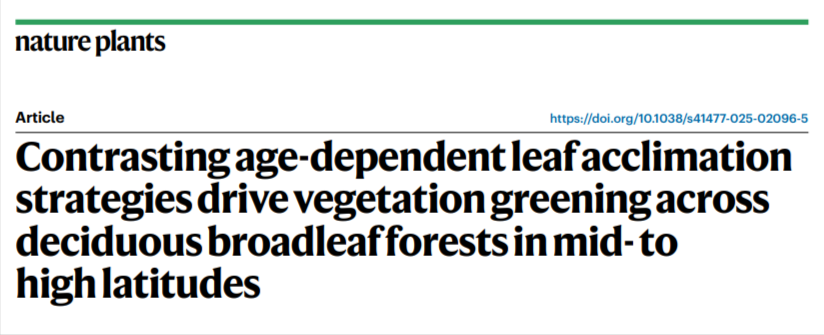 nature plants
Article
https://doi.org/10.1038/s41477-025-02096-5
Contrasting age-dependent leaf acclimation
strategies drive vegetation greening across
deciduous broadleaf forests in mid- to
high latitudes